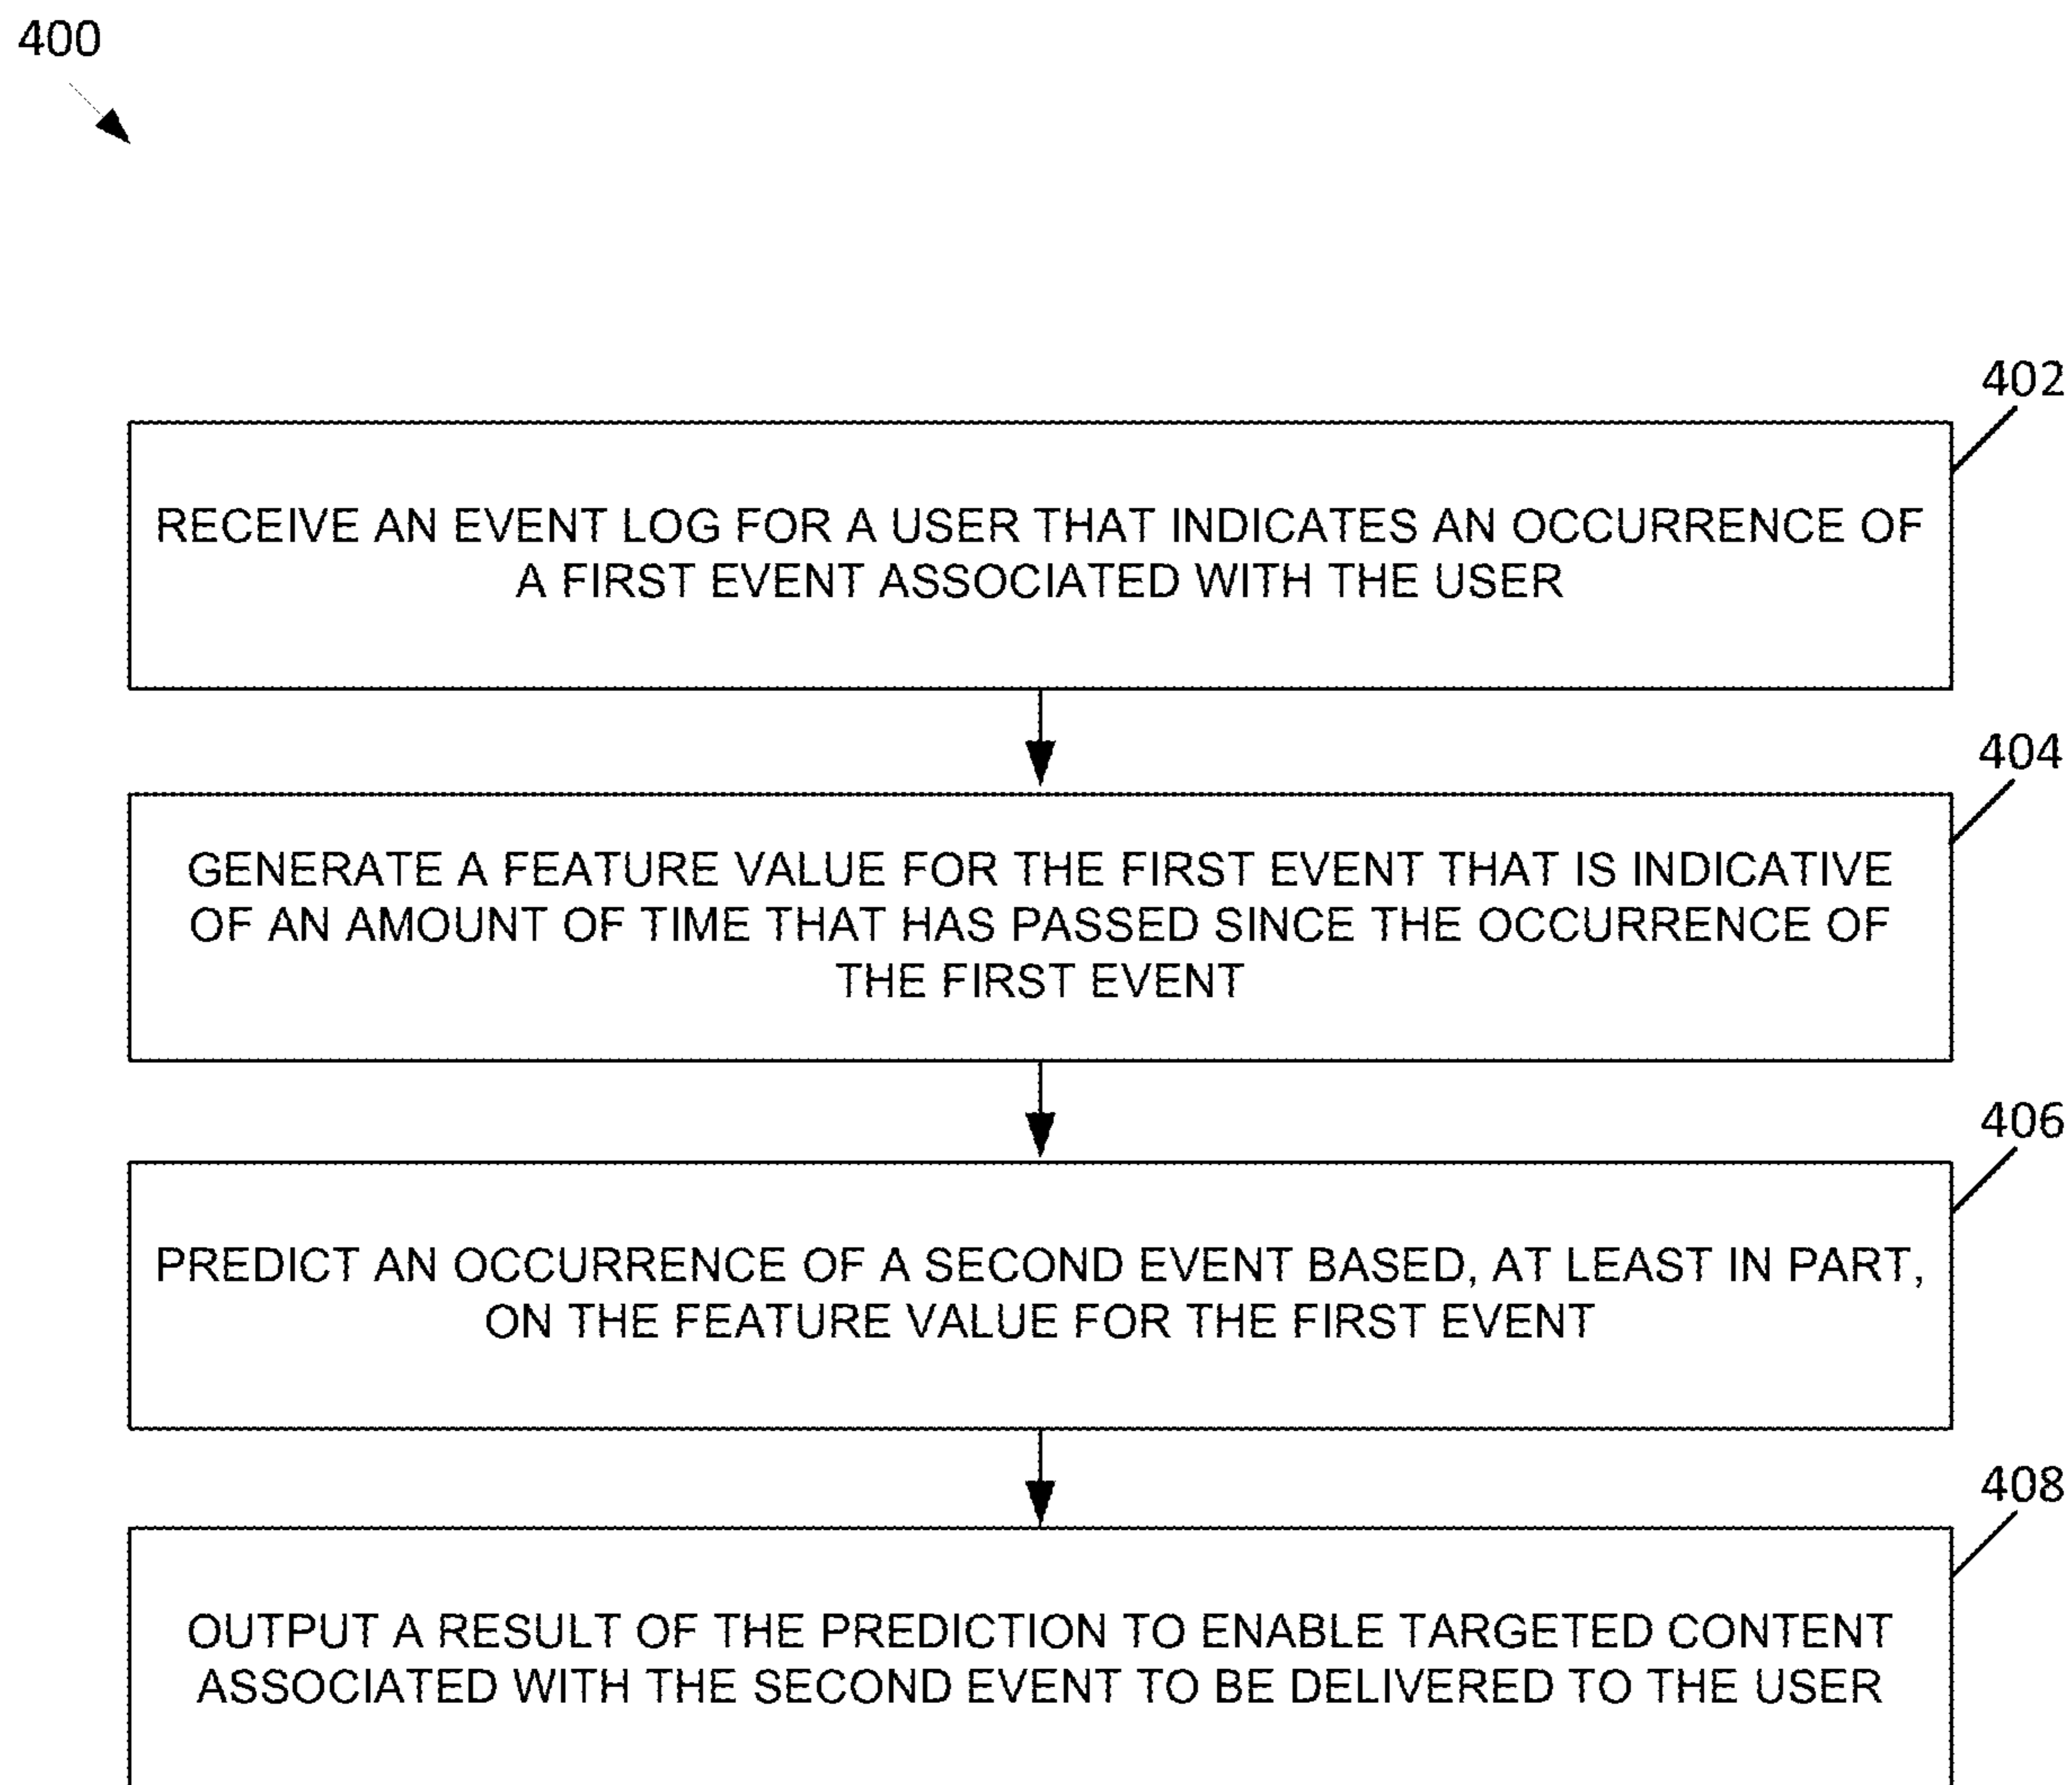 400
402
RECEIVE AN EVENT LOG FOR A USER THAT INDICATES AN OCCURRENCE OF
A FIRST EVENT ASSOCIATED WITH THE USER
404
GENERATE A FEATURE VALUE FOR THE FIRST EVENT THAT IS INDICATIVE
OF AN AMOUNT OF TIME THAT HAS PASSED SINCE THE OCCURRENCE OF
THE FIRST EVENT
406
PREDICT AN OCCURRENCE OF A SECOND EVENT BASED, AT LEAST IN PART,
ON THE FEATURE VALUE FOR THE FIRST EVENT
408
OUTPUT A RESULT OF THE PREDICTION TO ENABLE TARGETED CONTENT
ASSOCIATED WITH THE SECOND EVENT TO BE DELIVERED TO THE USER